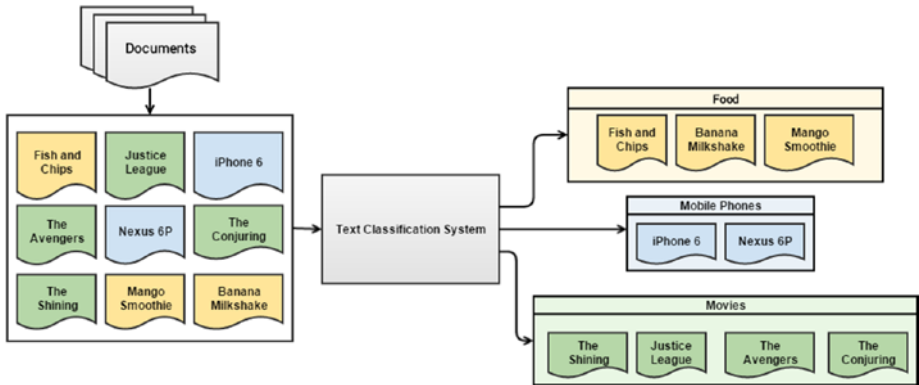 Documents
Fish and
Chips
Justice
League
iPhone 6
The
Avengers
Nexus 6P
The
Conjuring
The
Shining
Mango
Smoothie
Banana
Milkshake
Text Classification System
Food
Fish and
Chips
Banana
Milkshake
Mango
Smoothie
Mobile Phones
iPhone 6
Nexus 6P
Movies
The
Shining
Justice
League
The
Avengers
The
Conjuring